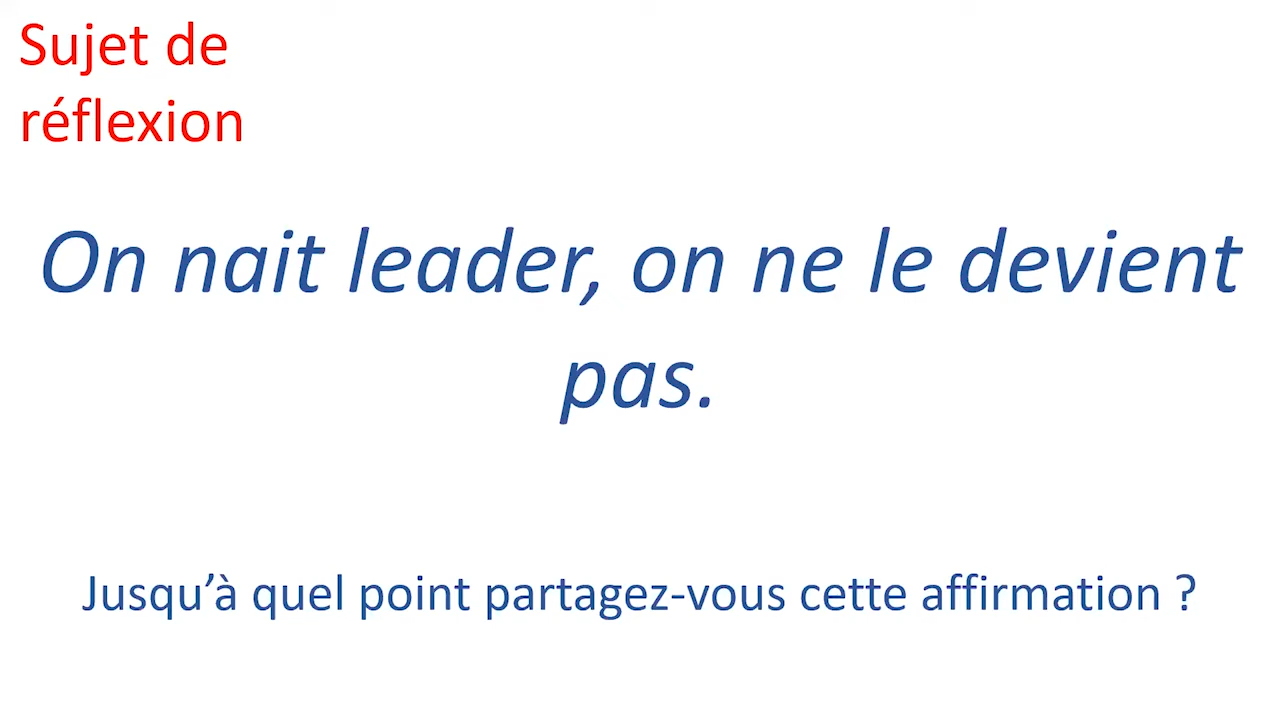 Sujet de
réflexion
On nait leader, on ne le devient
pas.
Jusqu’à quel point partagez-vous cette affirmation ?